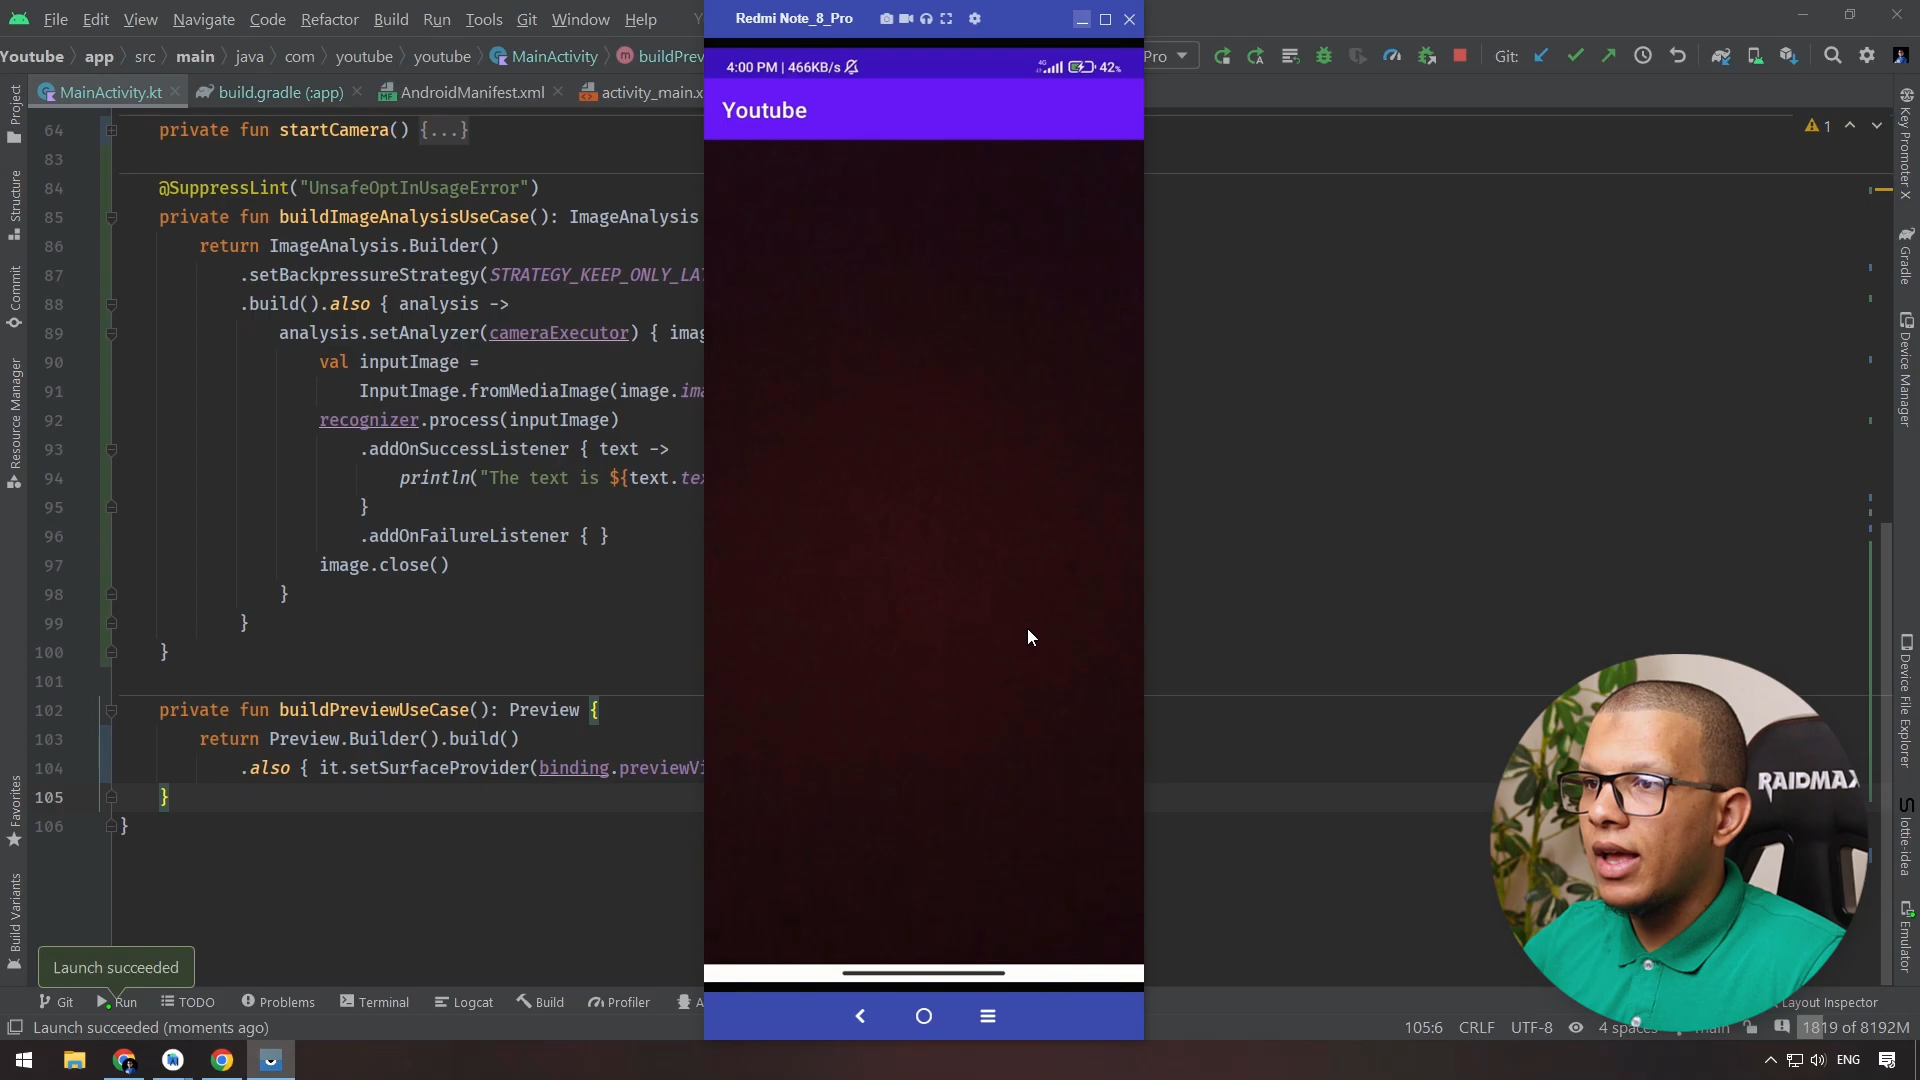 File Edit View Navigate Code Refactor Build Run Tools Git Window Help
Redmi Note_8_Pro
Youtube app src main java com youtube youtube MainActivity buildPrev
Pro
Git:
MainActivity.kt
build.gradle (:app)
AndroidManifest.xml
activity_main.x
4:00 PM | 466KB/s
4G
42%
Youtube
1
64 private fun startCamera() {...}
83
84 @SuppressLint("UnsafeOptInUsageError")
85 private fun buildImageAnalysisUseCase(): ImageAnalysis
86 return ImageAnalysis.Builder()
87 .setBackpressureStrategy(STRATEGY_KEEP_ONLY_LAT
88 .build().also { analysis ->
89 analysis.setAnalyzer(cameraExecutor) { imag
90 val inputImage =
91 InputImage.fromMediaImage(image.ima
92 recognizer.process(inputImage)
93 .addOnSuccessListener { text ->
94 println("The text is ${text.tex
95 }
96 .addOnFailureListener { }
97 image.close()
98 }
99 }
100 }
101
102 private fun buildPreviewUseCase(): Preview {
103 return Preview.Builder().build()
104 .also { it.setSurfaceProvider(binding.previewVi
105 }
106 }
Project
Structure
Commit
Resource Manager
Favorites
Build Variants
Key Promoter X
Gradle
Device Manager
Device File Explorer
lottie-idea
Emulator
RAIDMAX
Launch succeeded
Git Run TODO Problems Terminal Logcat Build Profiler A
Layout Inspector
Launch succeeded (moments ago)
105:6 CRLF UTF-8 4 spaces main 1819 of 8192M
ENG